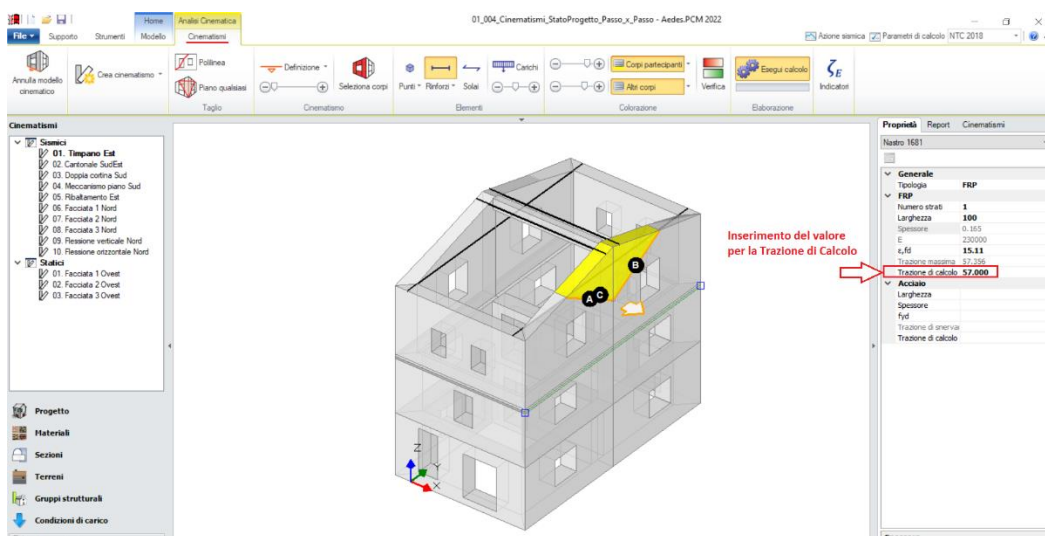 Home
Analisi Cinematica
01_004_Cinematismi_StatoProgetto_Passo_x_Passo - Aedes.PCM 2022
File
Supporto
Strumenti
Modello
Cinematismi
Azione sismica
Parametri di calcolo
NTC 2018
Annulla modello
cinematico
Crea cinematismo
Polilinea
Piano qualsiasi
Taglio
Definizione
Seleziona corpi
Cinematismo
Punti
Rinforzi
Solai
Carichi
Elementi
Corpi partecipanti
Altri corpi
Colorazione
Verifica
Esegui calcolo
Elaborazione
ζE
Indicatori
Cinematismi
Sismici
01. Timpano Est
02. Cantonale SudEst
03. Doppia cortina Sud
04. Meccanismo piano Sud
05. Ribaltamento Est
06. Facciata 1 Nord
07. Facciata 2 Nord
08. Facciata 3 Nord
09. Flessione verticale Nord
10. Flessione orizzontale Nord
Statici
01. Facciata 1 Ovest
02. Facciata 2 Ovest
03. Facciata 3 Ovest
Progetto
Materiali
Sezioni
Terreni
Gruppi strutturali
Condizioni di carico
A C
B
Z
Y
X
Inserimento del valore
per la Trazione di Calcolo
Proprietà
Report
Cinematismi
Nastro 1681
Generale
Tipologia FRP
FRP
Numero strati 1
Larghezza 100
Spessore 0.165
E 230000
ε,fd 15.11
Trazione massima 57.356
Trazione di calcolo 57.000
Acciaio
Larghezza
Spessore
fyd
Trazione di snerva
Trazione di calcolo